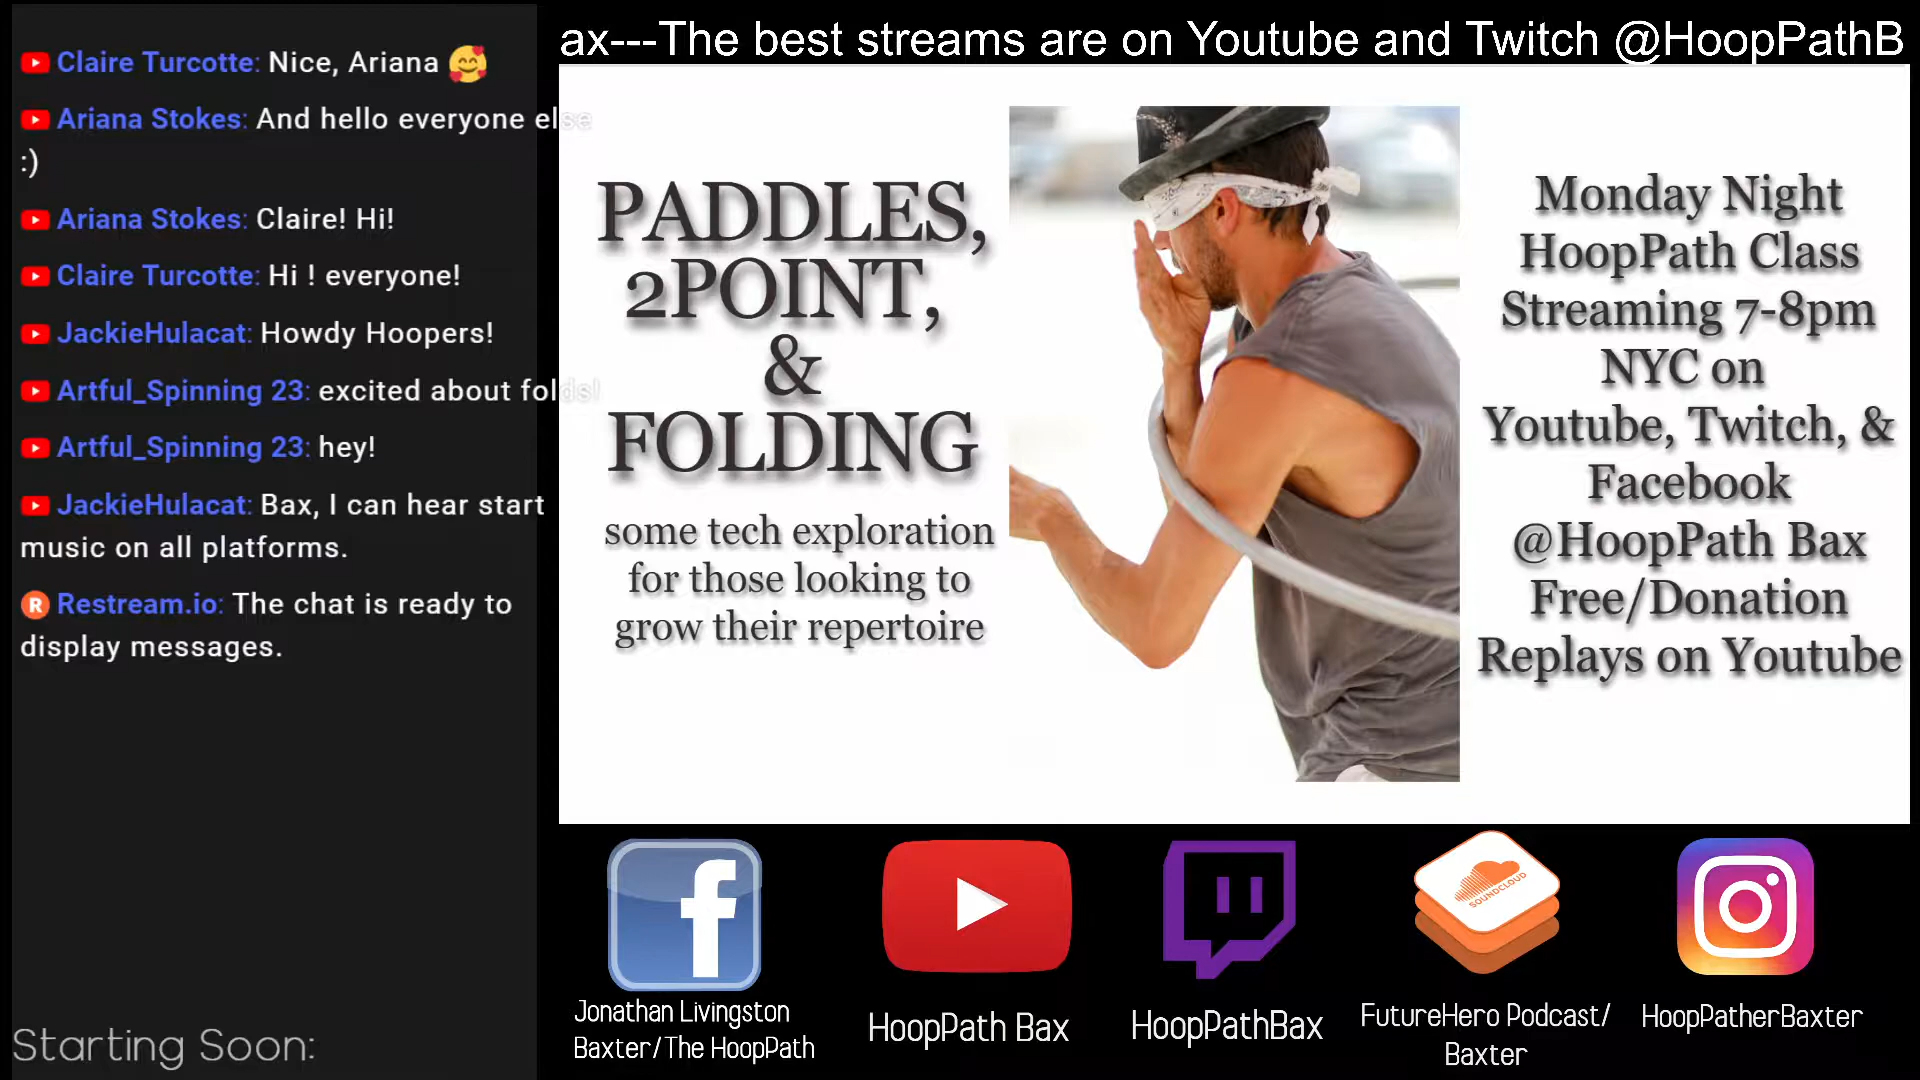 ax---The best streams are on Youtube and Twitch @HoopPathB
Claire Turcotte: Nice, Ariana 🥰
Ariana Stokes: And hello everyone else
:)
Ariana Stokes: Claire! Hi!
Claire Turcotte: Hi ! everyone!
JackieHulacat: Howdy Hoopers!
Artful_Spinning 23: excited about folds!
Artful_Spinning 23: hey!
JackieHulacat: Bax, I can hear start
music on all platforms.
R Restream.io: The chat is ready to
display messages.
Starting Soon:
PADDLES,
2POINT,
&
FOLDING
some tech exploration
for those looking to
grow their repertoire
Monday Night
HoopPath Class
Streaming 7-8pm
NYC on
Youtube, Twitch, &
Facebook
@HoopPath Bax
Free/Donation
Replays on Youtube
f
SOUNDCLOUD
Jonathan Livingston
Baxter/The HoopPath
HoopPath Bax
HoopPathBax
FutureHero Podcast/
Baxter
HoopPatherBaxter